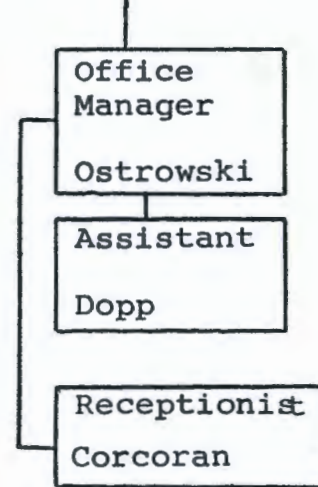 Office
Manager
Ostrowski
Assistant
Dopp
Receptionist
Corcoran